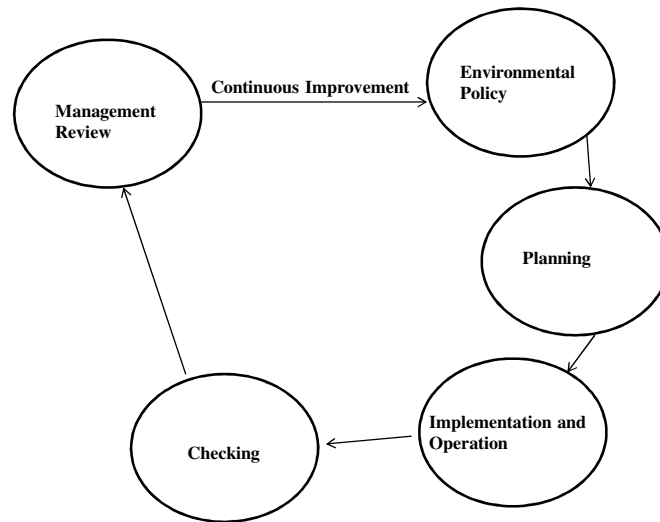 Continuous Improvement
Environmental
Policy
Management
Review
Planning
Implementation and
Operation
Checking